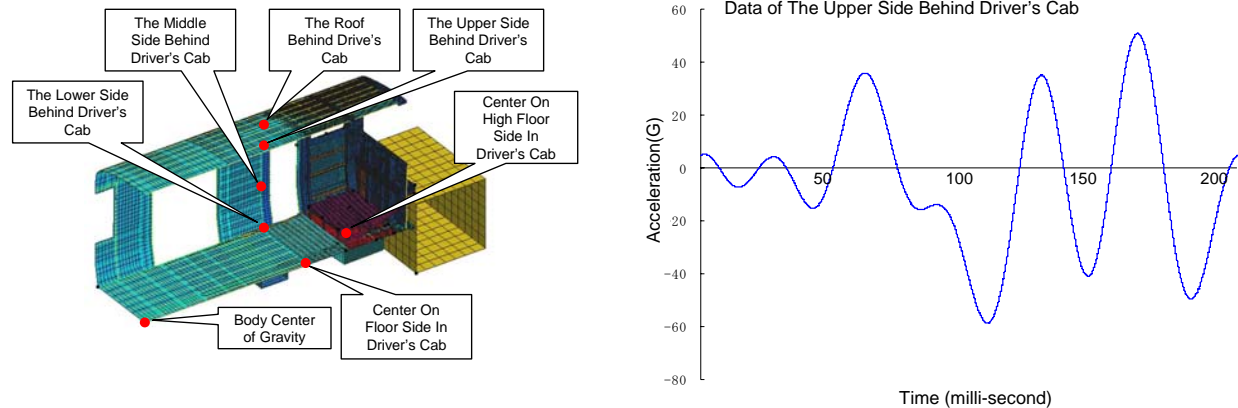 The Middle
Side Behind
Driver's Cab
The Roof
Behind Drive's
Cab
The Upper Side
Behind Driver's
Cab
The Lower Side
Behind Driver's
Cab
Center On
High Floor
Side In
Driver's Cab
Body Center
of Gravity
Center On
Floor Side In
Driver's Cab
Data of The Upper Side Behind Driver's Cab
60
40
20
0
-20
-40
-60
-80
50
100
150
200
Acceleration(G)
Time (milli-second)